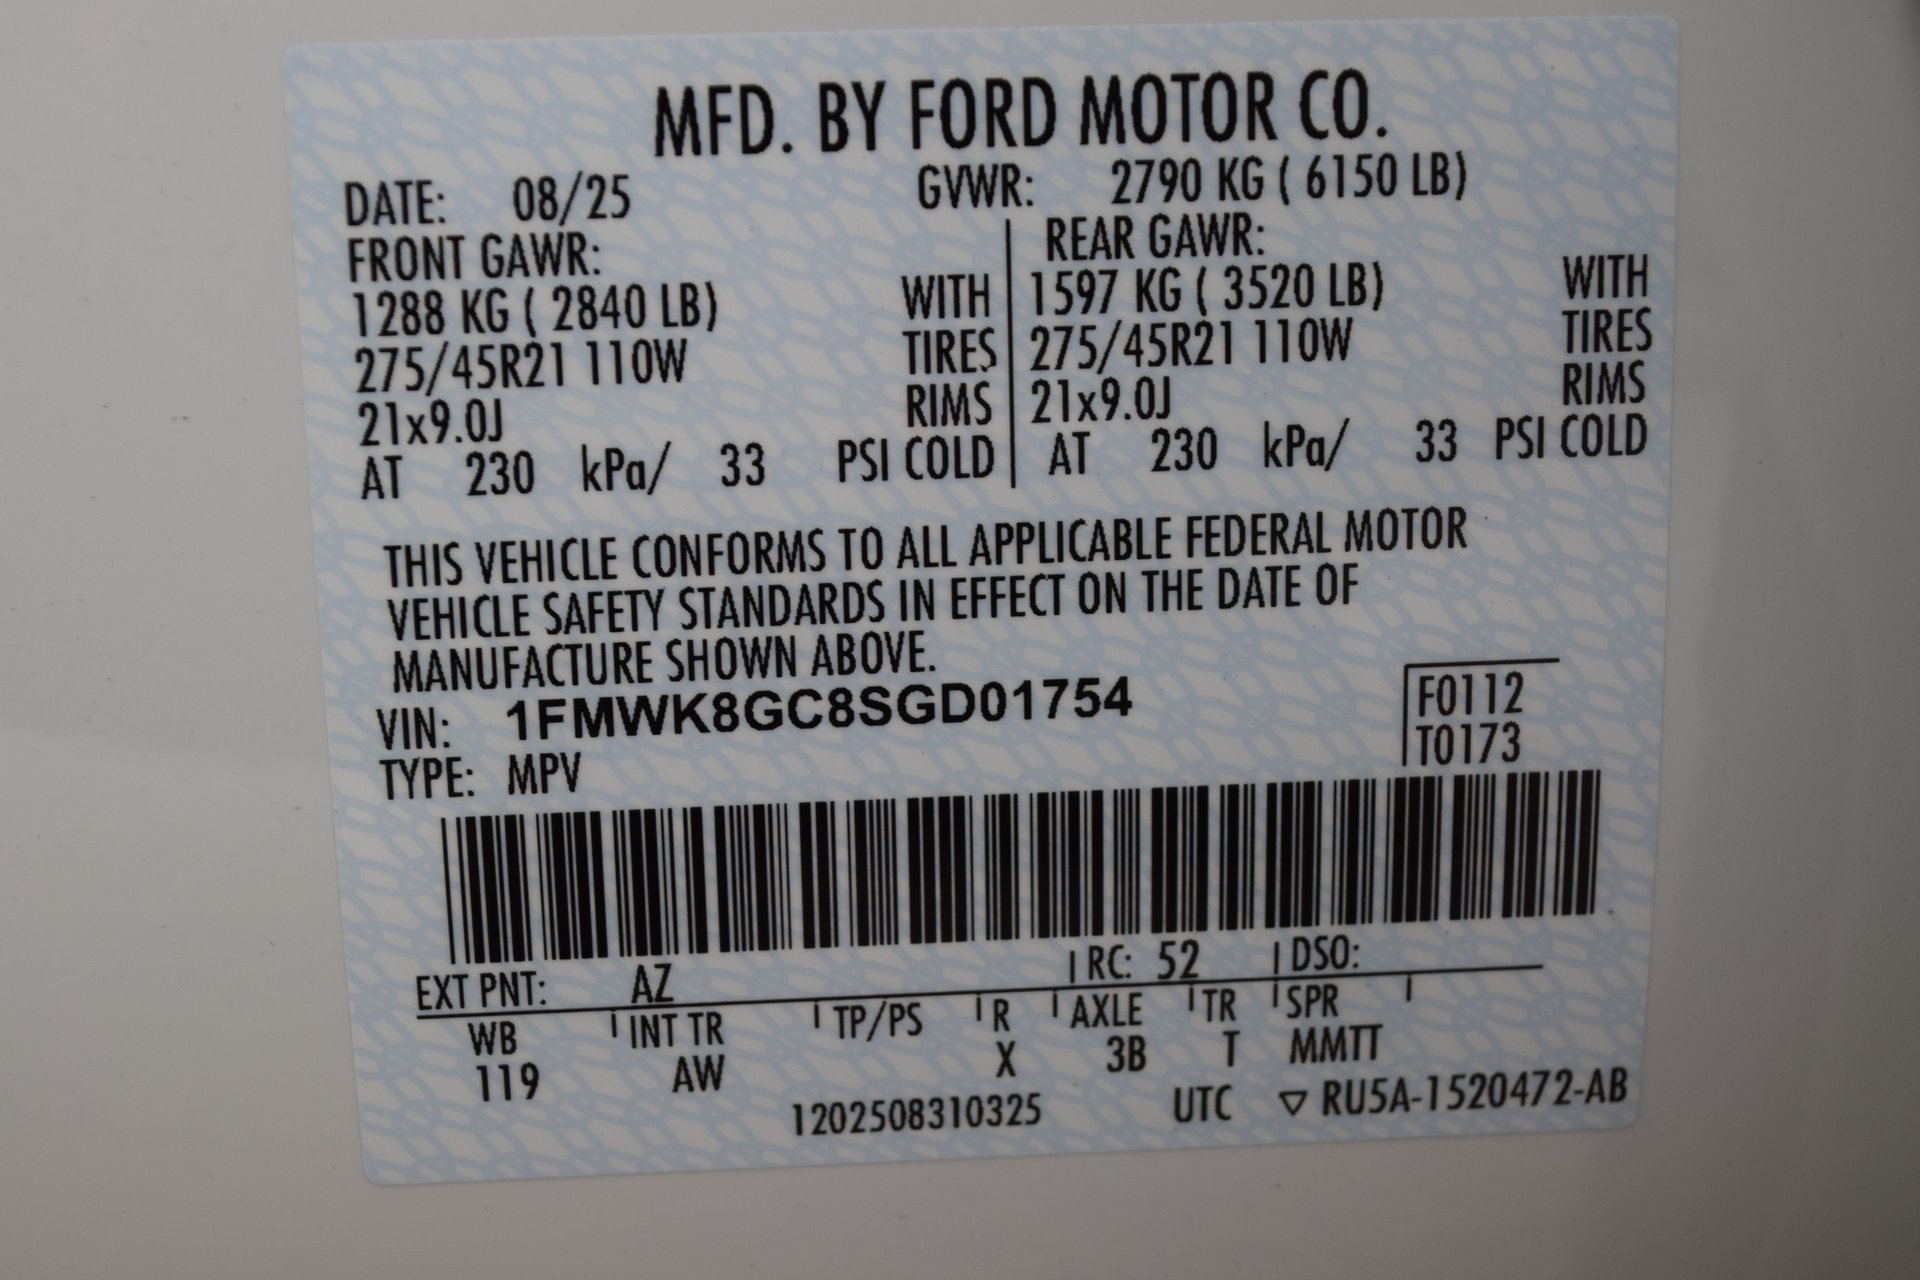 MFD. BY FORD MOTOR CO.
DATE: 08/25 GVWR: 2790 KG ( 6150 LB)
FRONT GAWR: REAR GAWR:
1288 KG ( 2840 LB) WITH 1597 KG ( 3520 LB) WITH
275/45R21 110W TIRES 275/45R21 110W TIRES
21x9.0J RIMS 21x9.0J RIMS
AT 230 kPa/ 33 PSI COLD AT 230 kPa/ 33 PSI COLD
THIS VEHICLE CONFORMS TO ALL APPLICABLE FEDERAL MOTOR
VEHICLE SAFETY STANDARDS IN EFFECT ON THE DATE OF
MANUFACTURE SHOWN ABOVE.
VIN: 1FMWK8GC8SGD01754 F0112
TYPE: MPV T0173
EXT PNT: AZ RC: 52 DSO:
WB INT TR TP/PS R AXLE TR SPR
119 AW X 3B T MMTT
1202508310325 UTC ▽ RU5A-1520472-AB